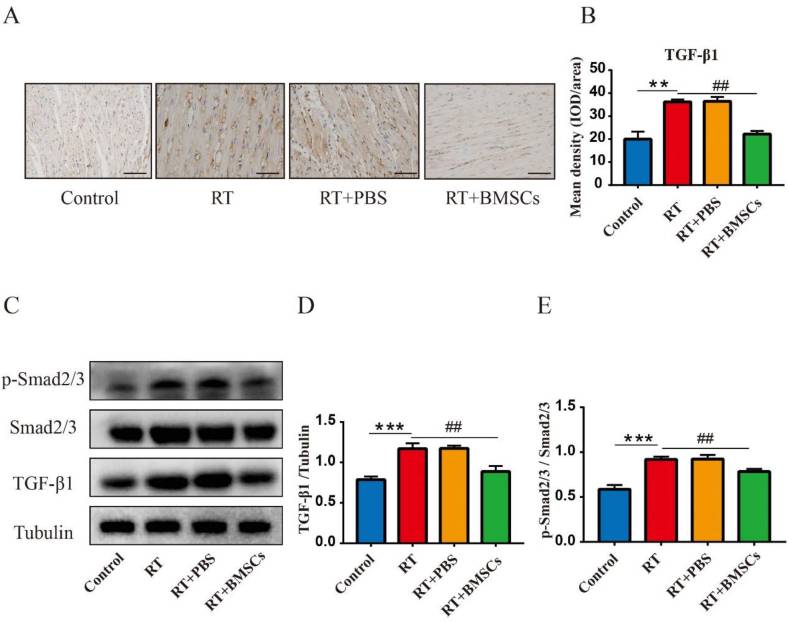 A
Control
RT
RT+PBS
RT+BMSCs
B
TGF-β1
Mean density (IOD/area)
50
40
30
20
10
0
**
##
Control
RT
RT+PBS
RT+BMSCs
C
p-Smad2/3
Smad2/3
TGF-β1
Tubulin
Control
RT
RT+PBS
RT+BMSCs
D
TGF-β1 /Tubulin
1.5
1.0
0.5
0.0
***
##
Control
RT
RT+PBS
RT+BMSCs
E
p-Smad2/3 / Smad2/3
1.5
1.0
0.5
0.0
***
##
Control
RT
RT+PBS
RT+BMSCs